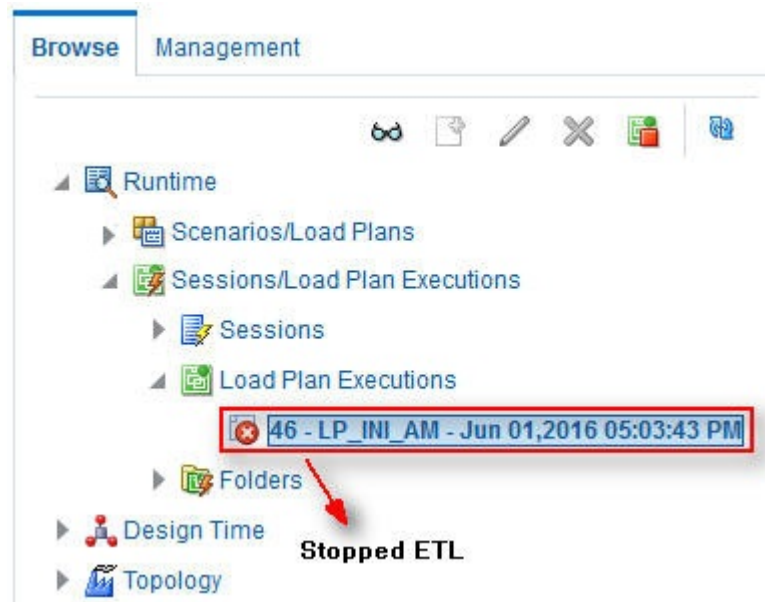 Browse Management
Runtime
Scenarios/Load Plans
Sessions/Load Plan Executions
Sessions
Load Plan Executions
46 - LP_INI_AM - Jun 01,2016 05:03:43 PM
Folders
Design Time
Stopped ETL
Topology